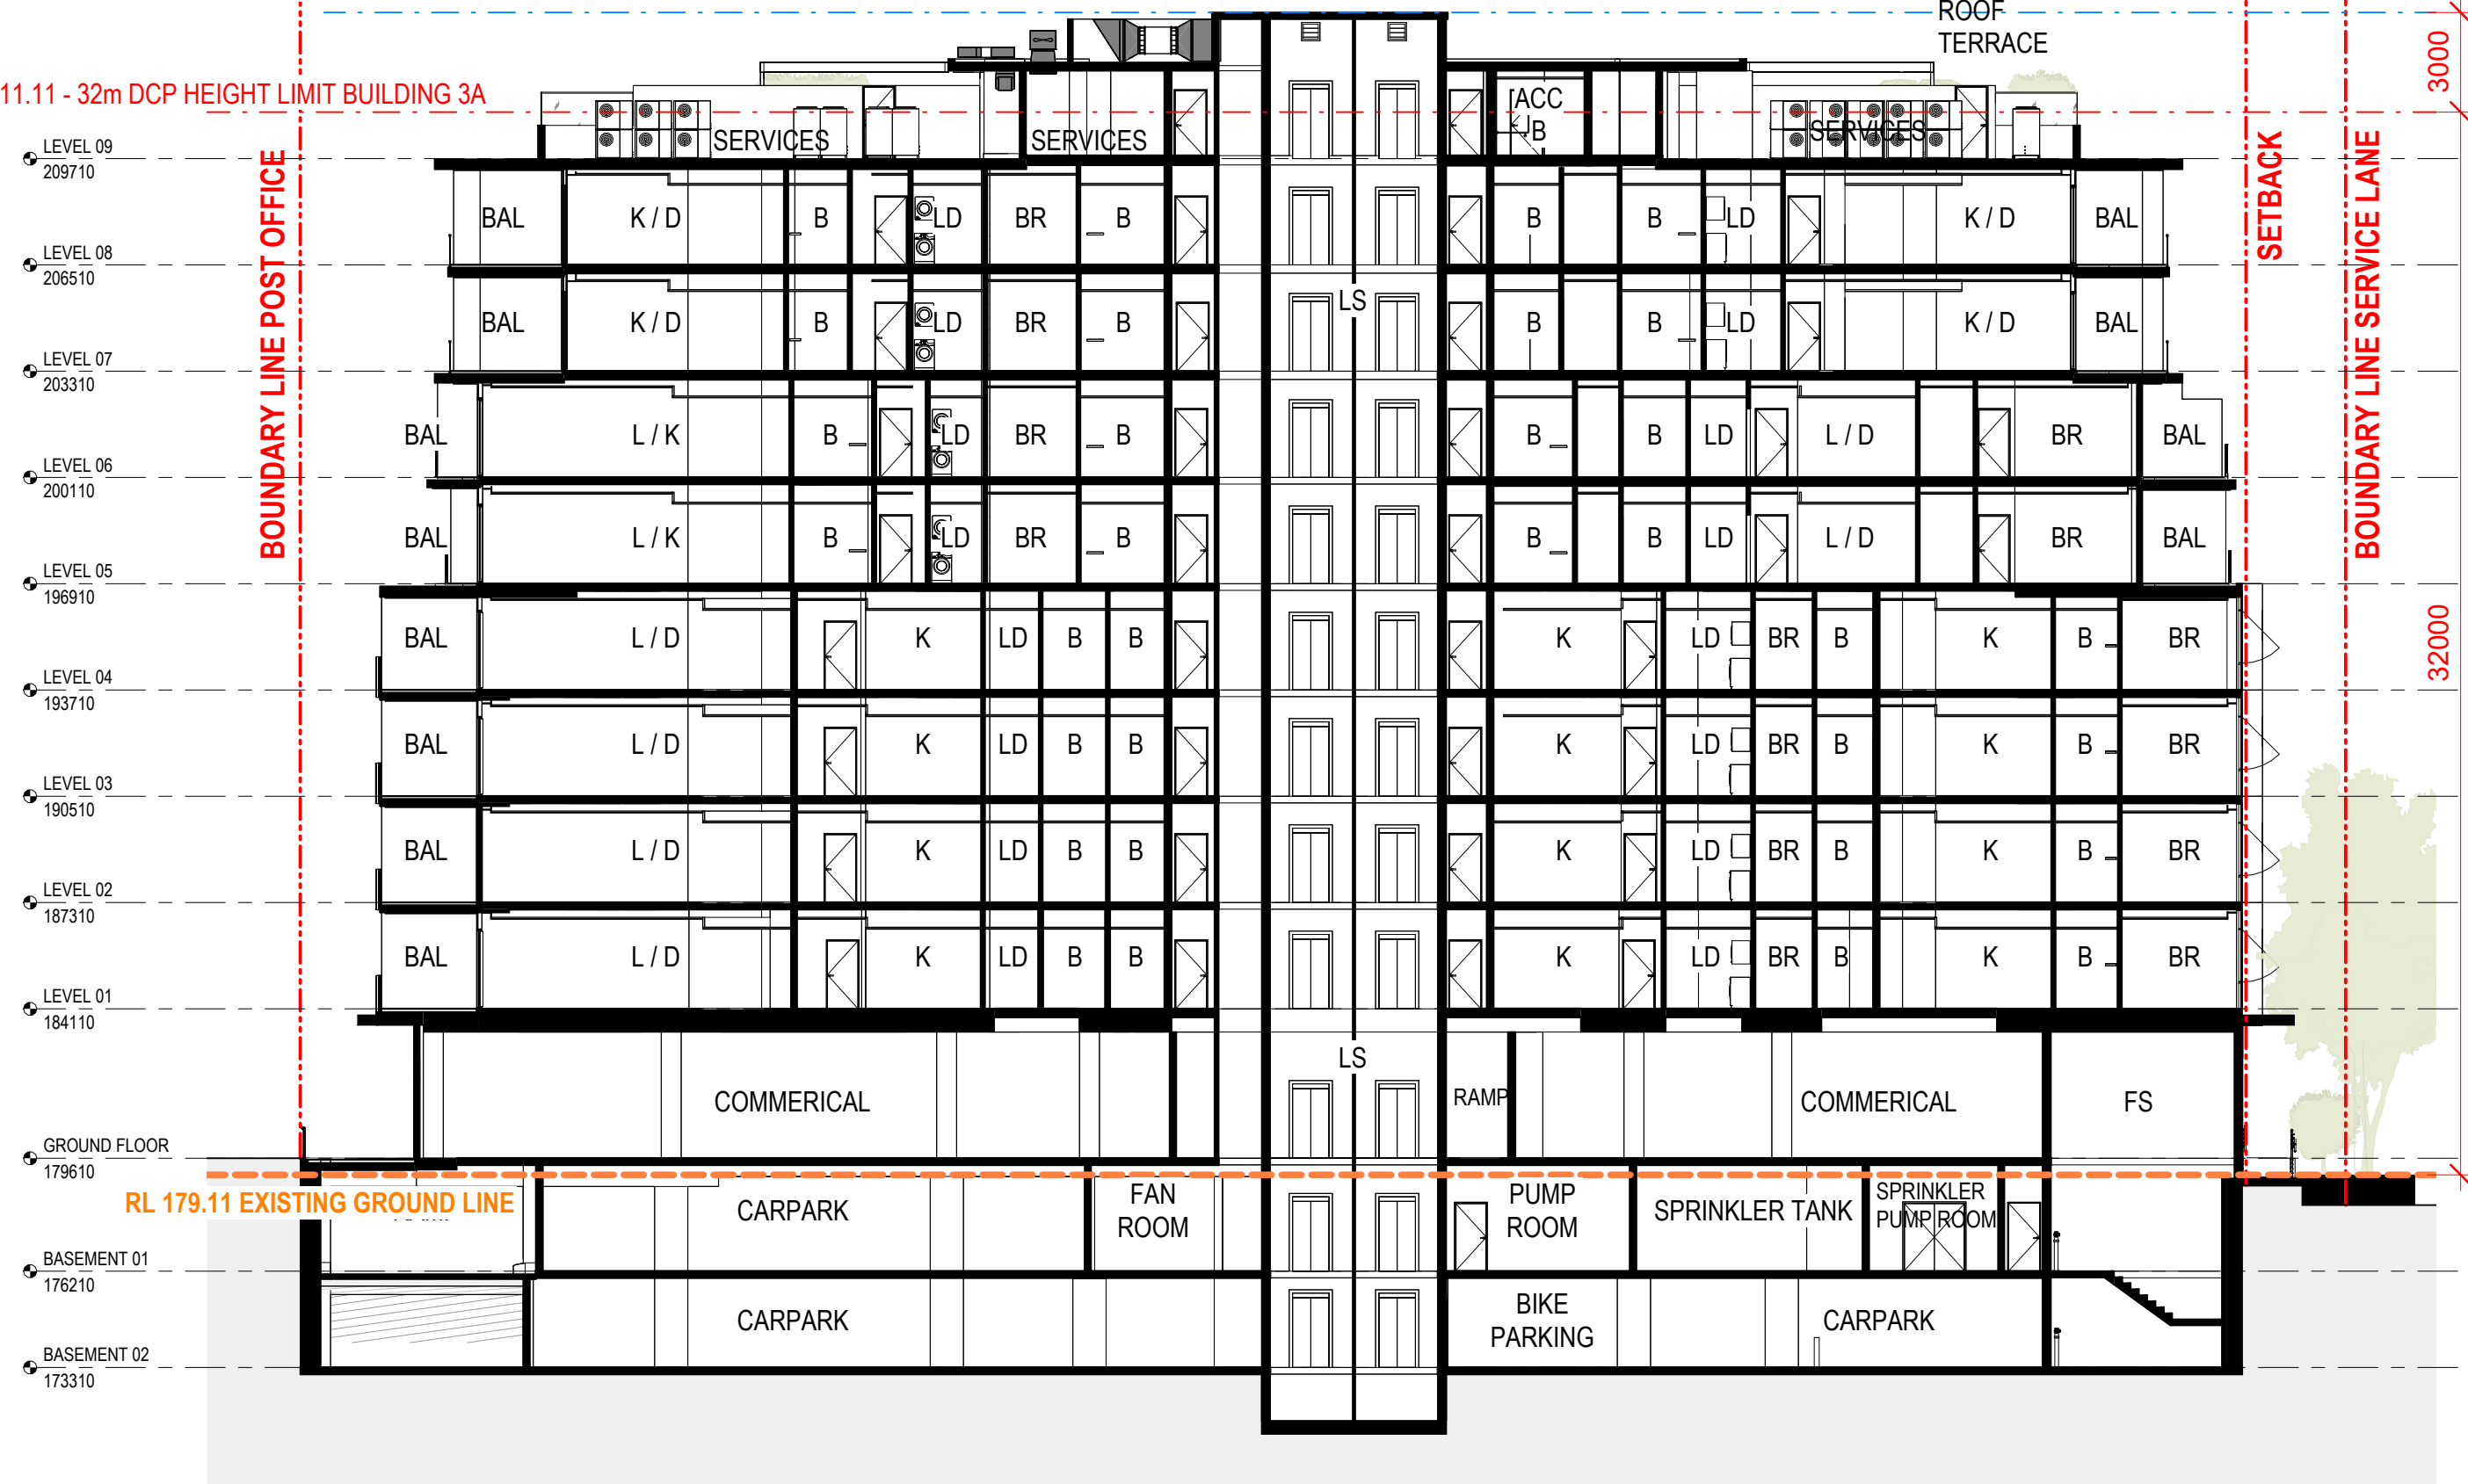 ROOF
TERRACE
3000
11.11 - 32m DCP HEIGHT LIMIT BUILDING 3A
SERVICES
SERVICES
ACC
B
SERVICES
LEVEL 09
209710
BOUNDARY LINE POST OFFICE
SETBACK
BOUNDARY LINE SERVICE LANE
BAL K / D B LD BR B B B LD K / D BAL
LEVEL 08
206510
LS
BAL K / D B LD BR B B B LD K / D BAL
LEVEL 07
203310
BAL L / K B LD BR B B B LD L / D BR BAL
LEVEL 06
200110
BAL L / K B LD BR B B B LD L / D BR BAL
LEVEL 05
196910
32000
BAL L / D K LD B B K LD BR B K B BR
LEVEL 04
193710
BAL L / D K LD B B K LD BR B K B BR
LEVEL 03
190510
BAL L / D K LD B B K LD BR B K B BR
LEVEL 02
187310
BAL L / D K LD B B K LD BR B K B BR
LEVEL 01
184110
LS
COMMERICAL
RAMP
COMMERICAL
FS
GROUND FLOOR
179610
RL 179.11 EXISTING GROUND LINE
CARPARK
FAN
ROOM
PUMP
ROOM
SPRINKLER TANK
SPRINKLER
PUMP ROOM
BASEMENT 01
176210
CARPARK
BIKE
PARKING
CARPARK
BASEMENT 02
173310